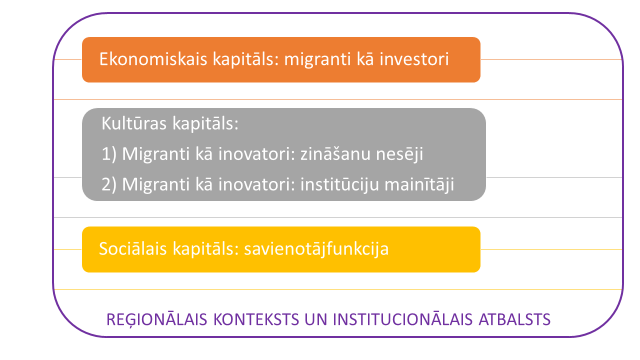 Ekonomiskais kapitāls: migranti kā investori
Kultūras kapitāls:
1) Migranti kā inovatori: zināšanu nesēji
2) Migranti kā inovatori: institūciju mainītāji
Sociālais kapitāls: savienotājfunkcija
REĢIONĀLAIS KONTEKSTS UN INSTITUCIONĀLAIS ATBALSTS